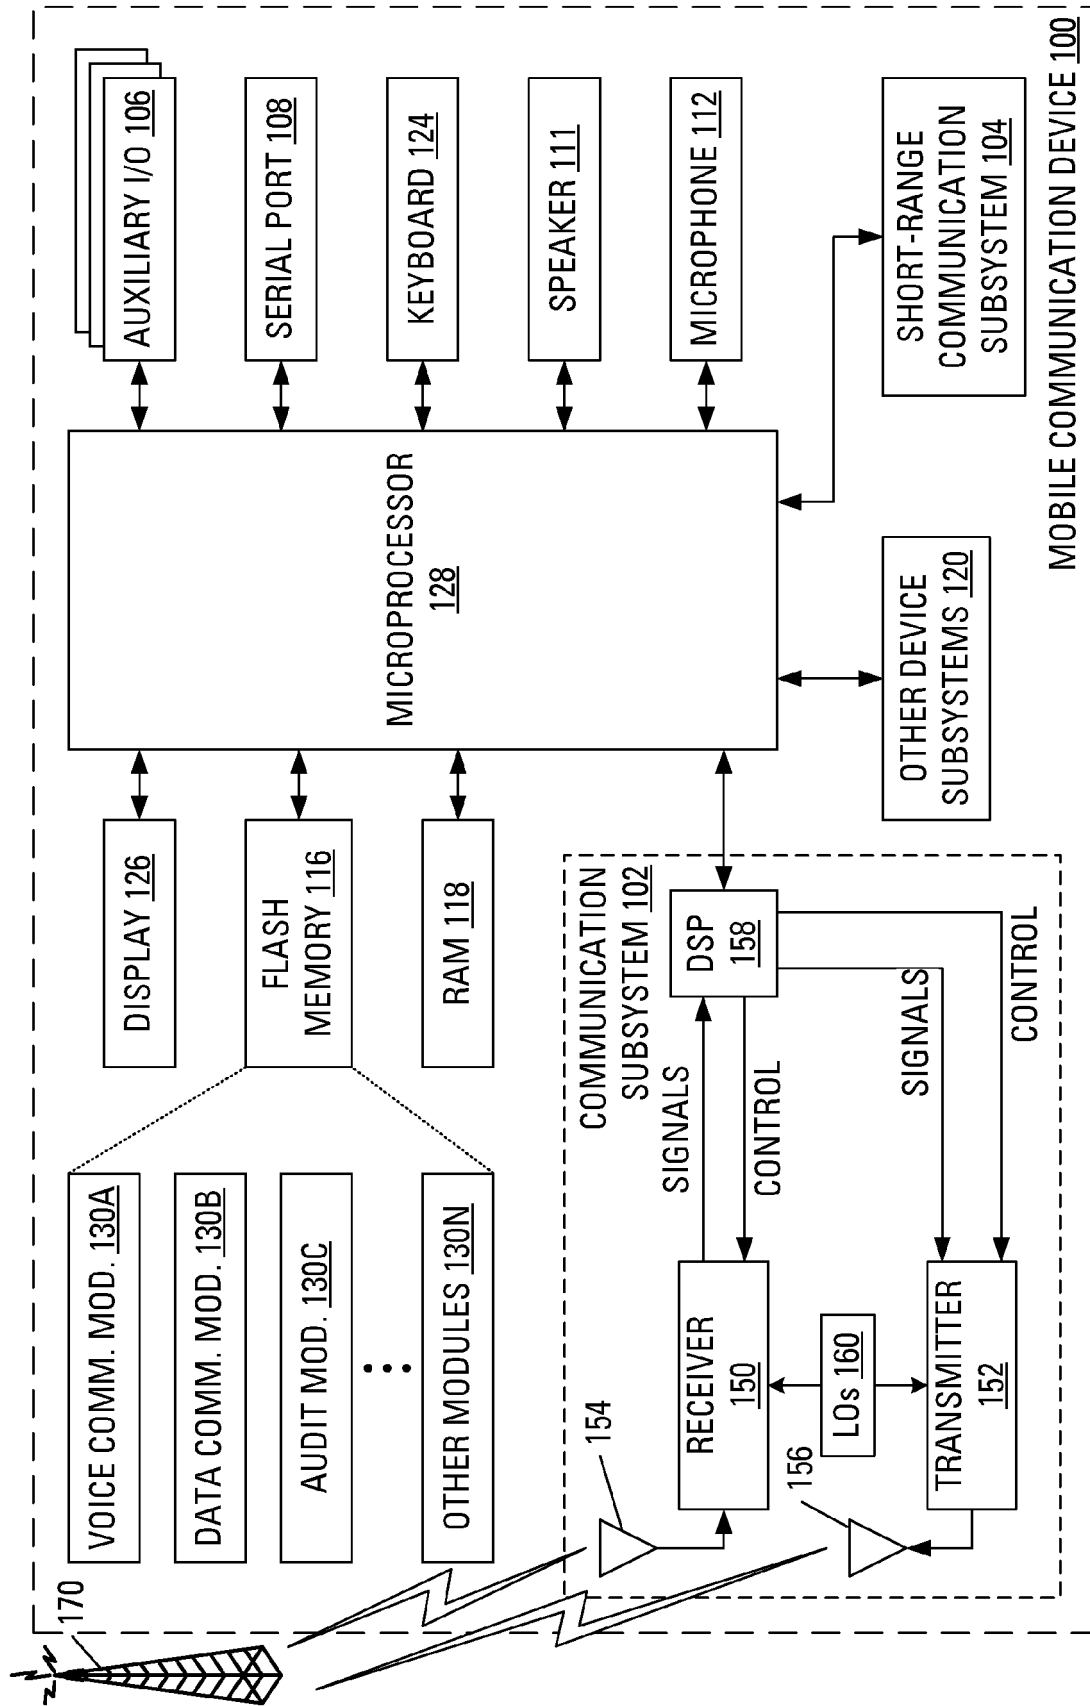 170
VOICE COMM. MOD. 130A
DATA COMM. MOD. 130B
AUDIT MOD. 130C
OTHER MODULES 130N
DISPLAY 126
FLASH
MEMORY 116
RAM 118
MICROPROCESSOR
128
AUXILIARY I/O 106
SERIAL PORT 108
KEYBOARD 124
SPEAKER 111
MICROPHONE 112
COMMUNICATION
SUBSYSTEM 102
154
RECEIVER
150
SIGNALS
CONTROL
DSP
158
LOs 160
156
TRANSMITTER
152
SIGNALS
CONTROL
OTHER DEVICE
SUBSYSTEMS 120
SHORT-RANGE
COMMUNICATION
SUBSYSTEM 104
MOBILE COMMUNICATION DEVICE 100